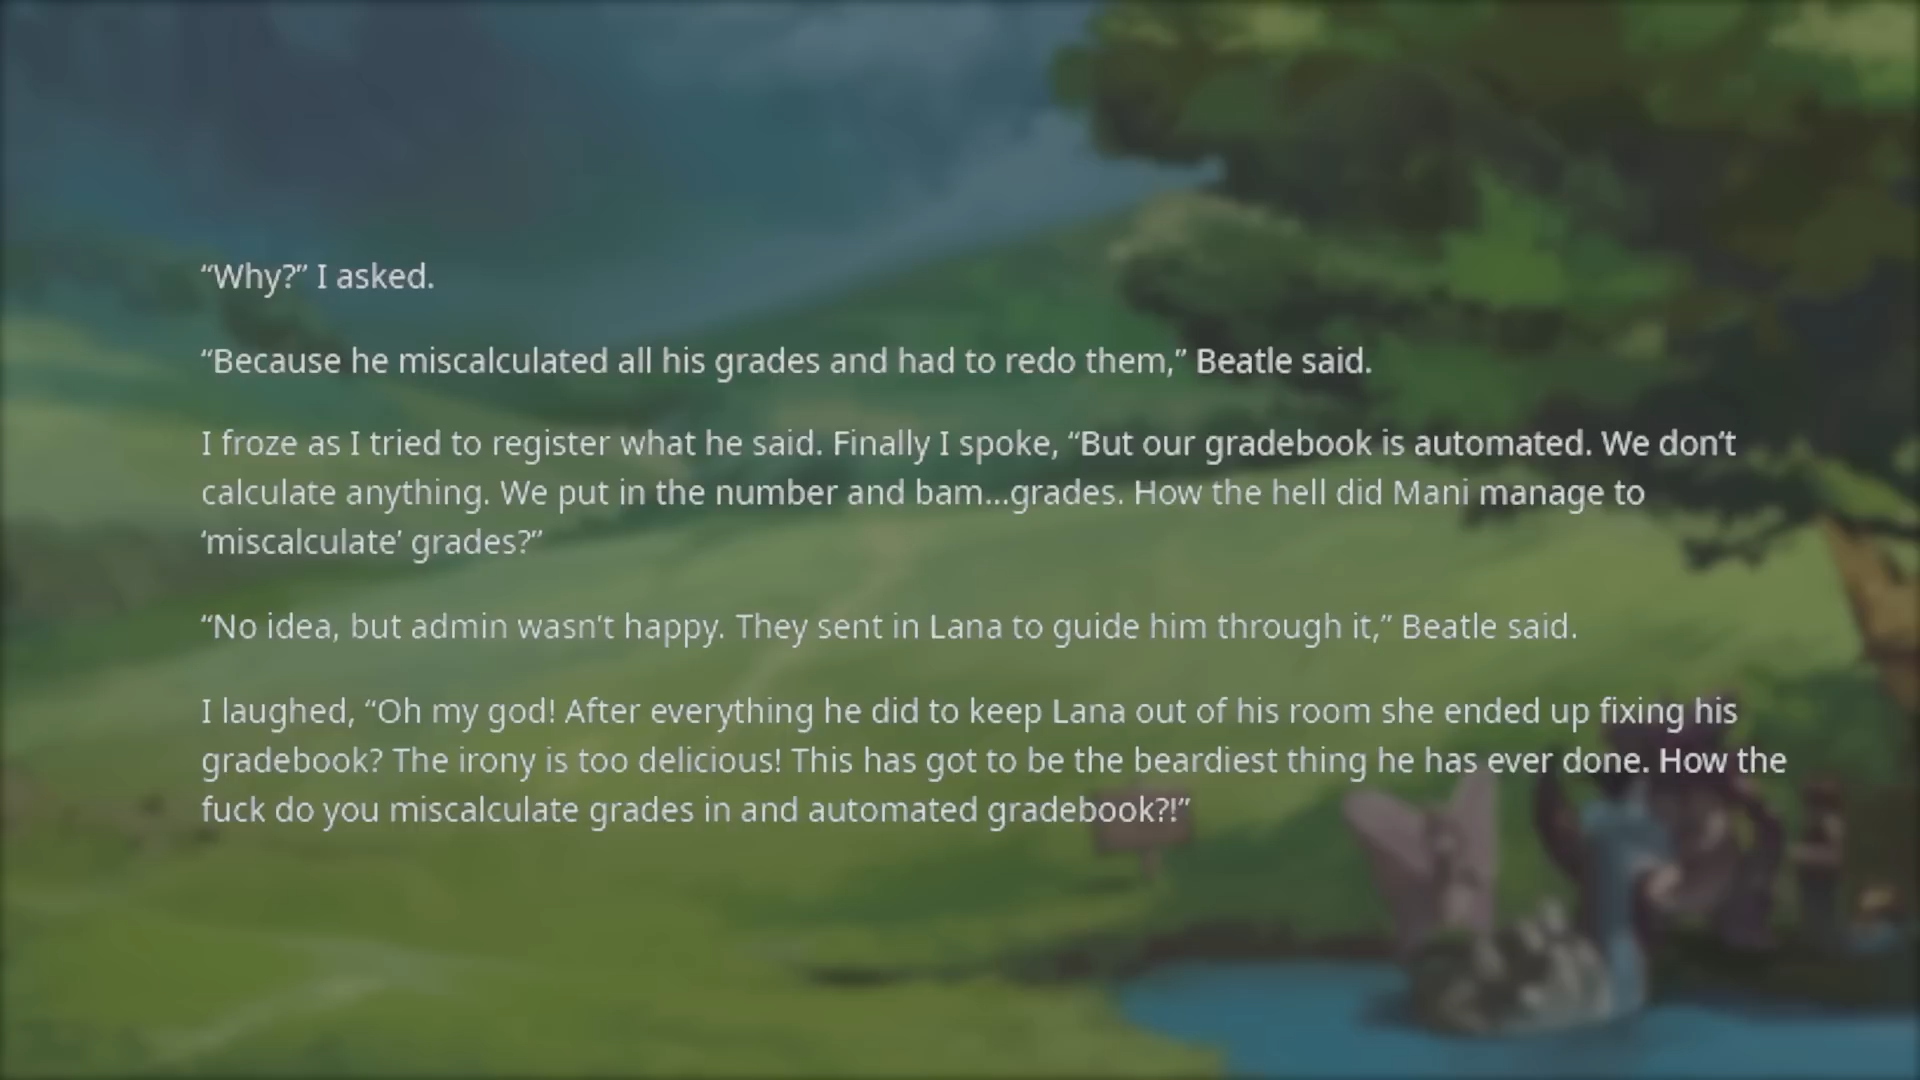 “Why?” I asked.
“Because he miscalculated all his grades and had to redo them,” Beatle said.
I froze as I tried to register what he said. Finally I spoke, “But our gradebook is automated. We don’t
calculate anything. We put in the number and bam...grades. How the hell did Mani manage to
‘miscalculate’ grades?”
“No idea, but admin wasn’t happy. They sent in Lana to guide him through it,” Beatle said.
I laughed, “Oh my god! After everything he did to keep Lana out of his room she ended up fixing his
gradebook? The irony is too delicious! This has got to be the beardiest thing he has ever done. How the
fuck do you miscalculate grades in and automated gradebook?!”